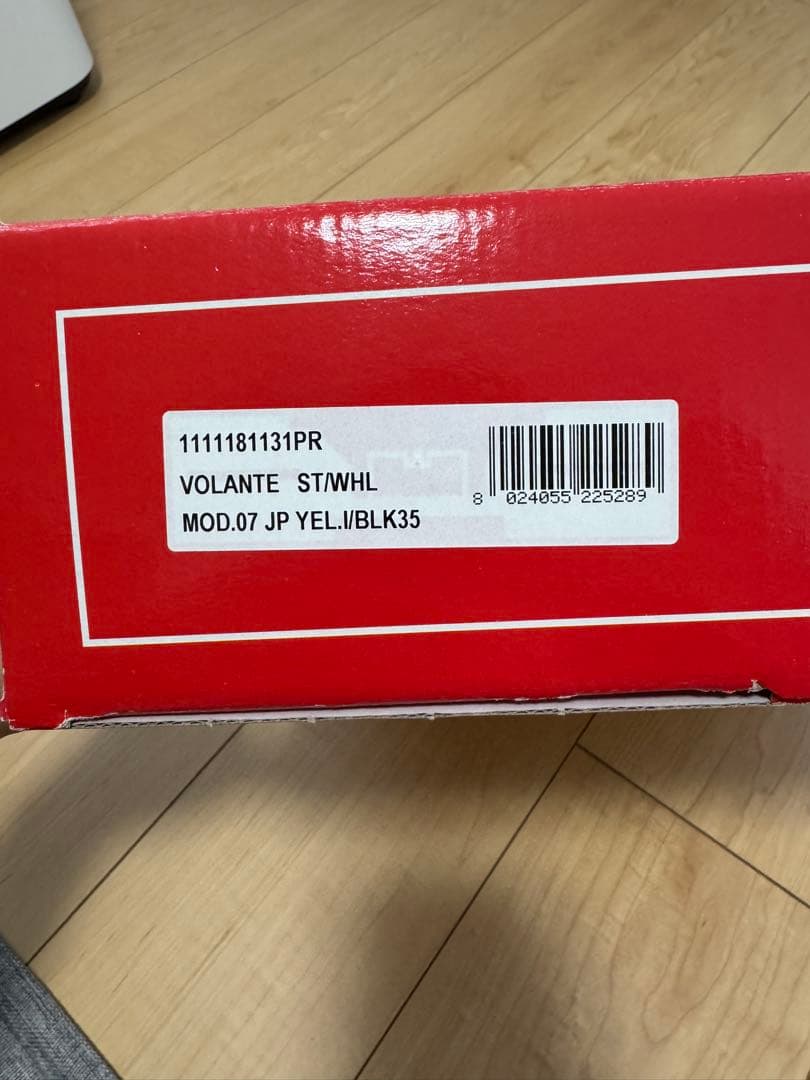 1111181131PR
VOLANTE ST/WHL
MOD.07 JP YEL.I/BLK35
8 024055 225289